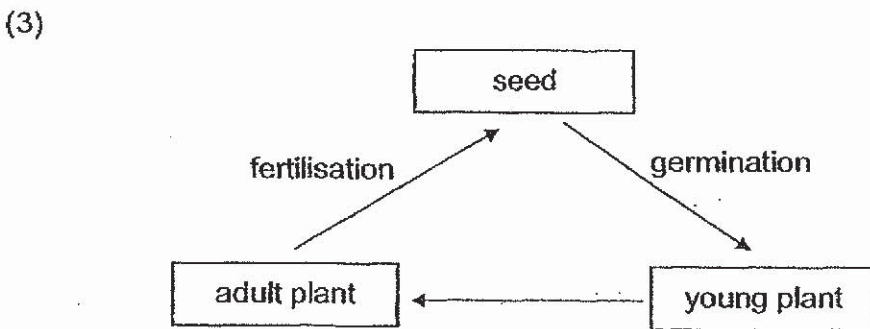 (3)
seed
fertilisation
germination
adult plant
young plant